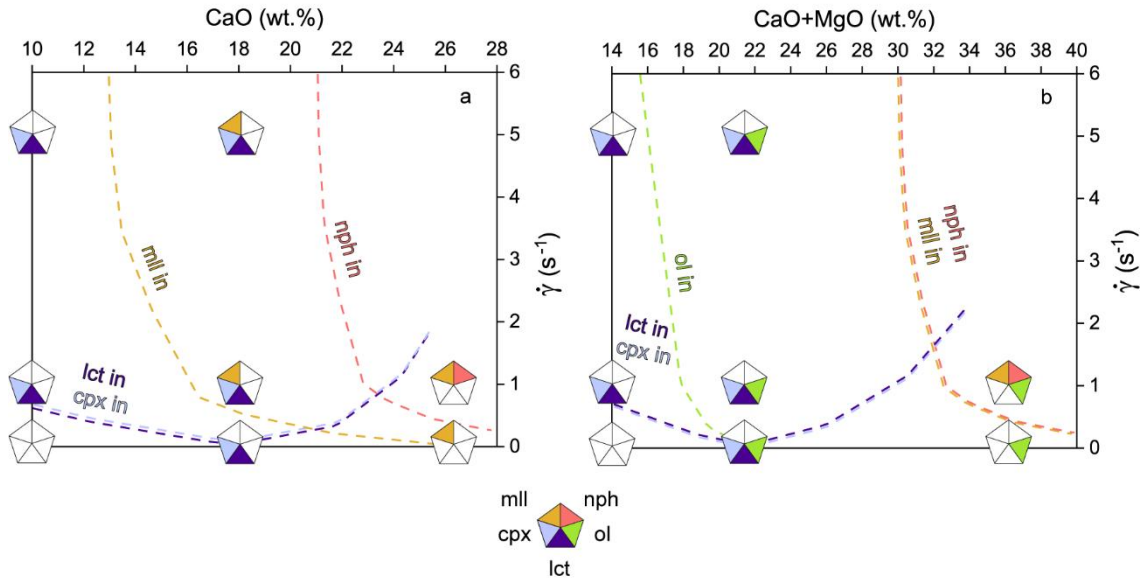 CaO (wt.%)
10 12 14 16 18 20 22 24 26 28
a
6
5
4
3
2
1
0
γ̇ (s⁻¹)
mll in
nph in
lct in
cpx in
CaO+MgO (wt.%)
14 16 18 20 22 24 26 28 30 32 34 36 38 40
b
6
5
4
3
2
1
0
γ̇ (s⁻¹)
ol in
mll in
nph in
lct in
cpx in
mll nph
cpx ol
lct